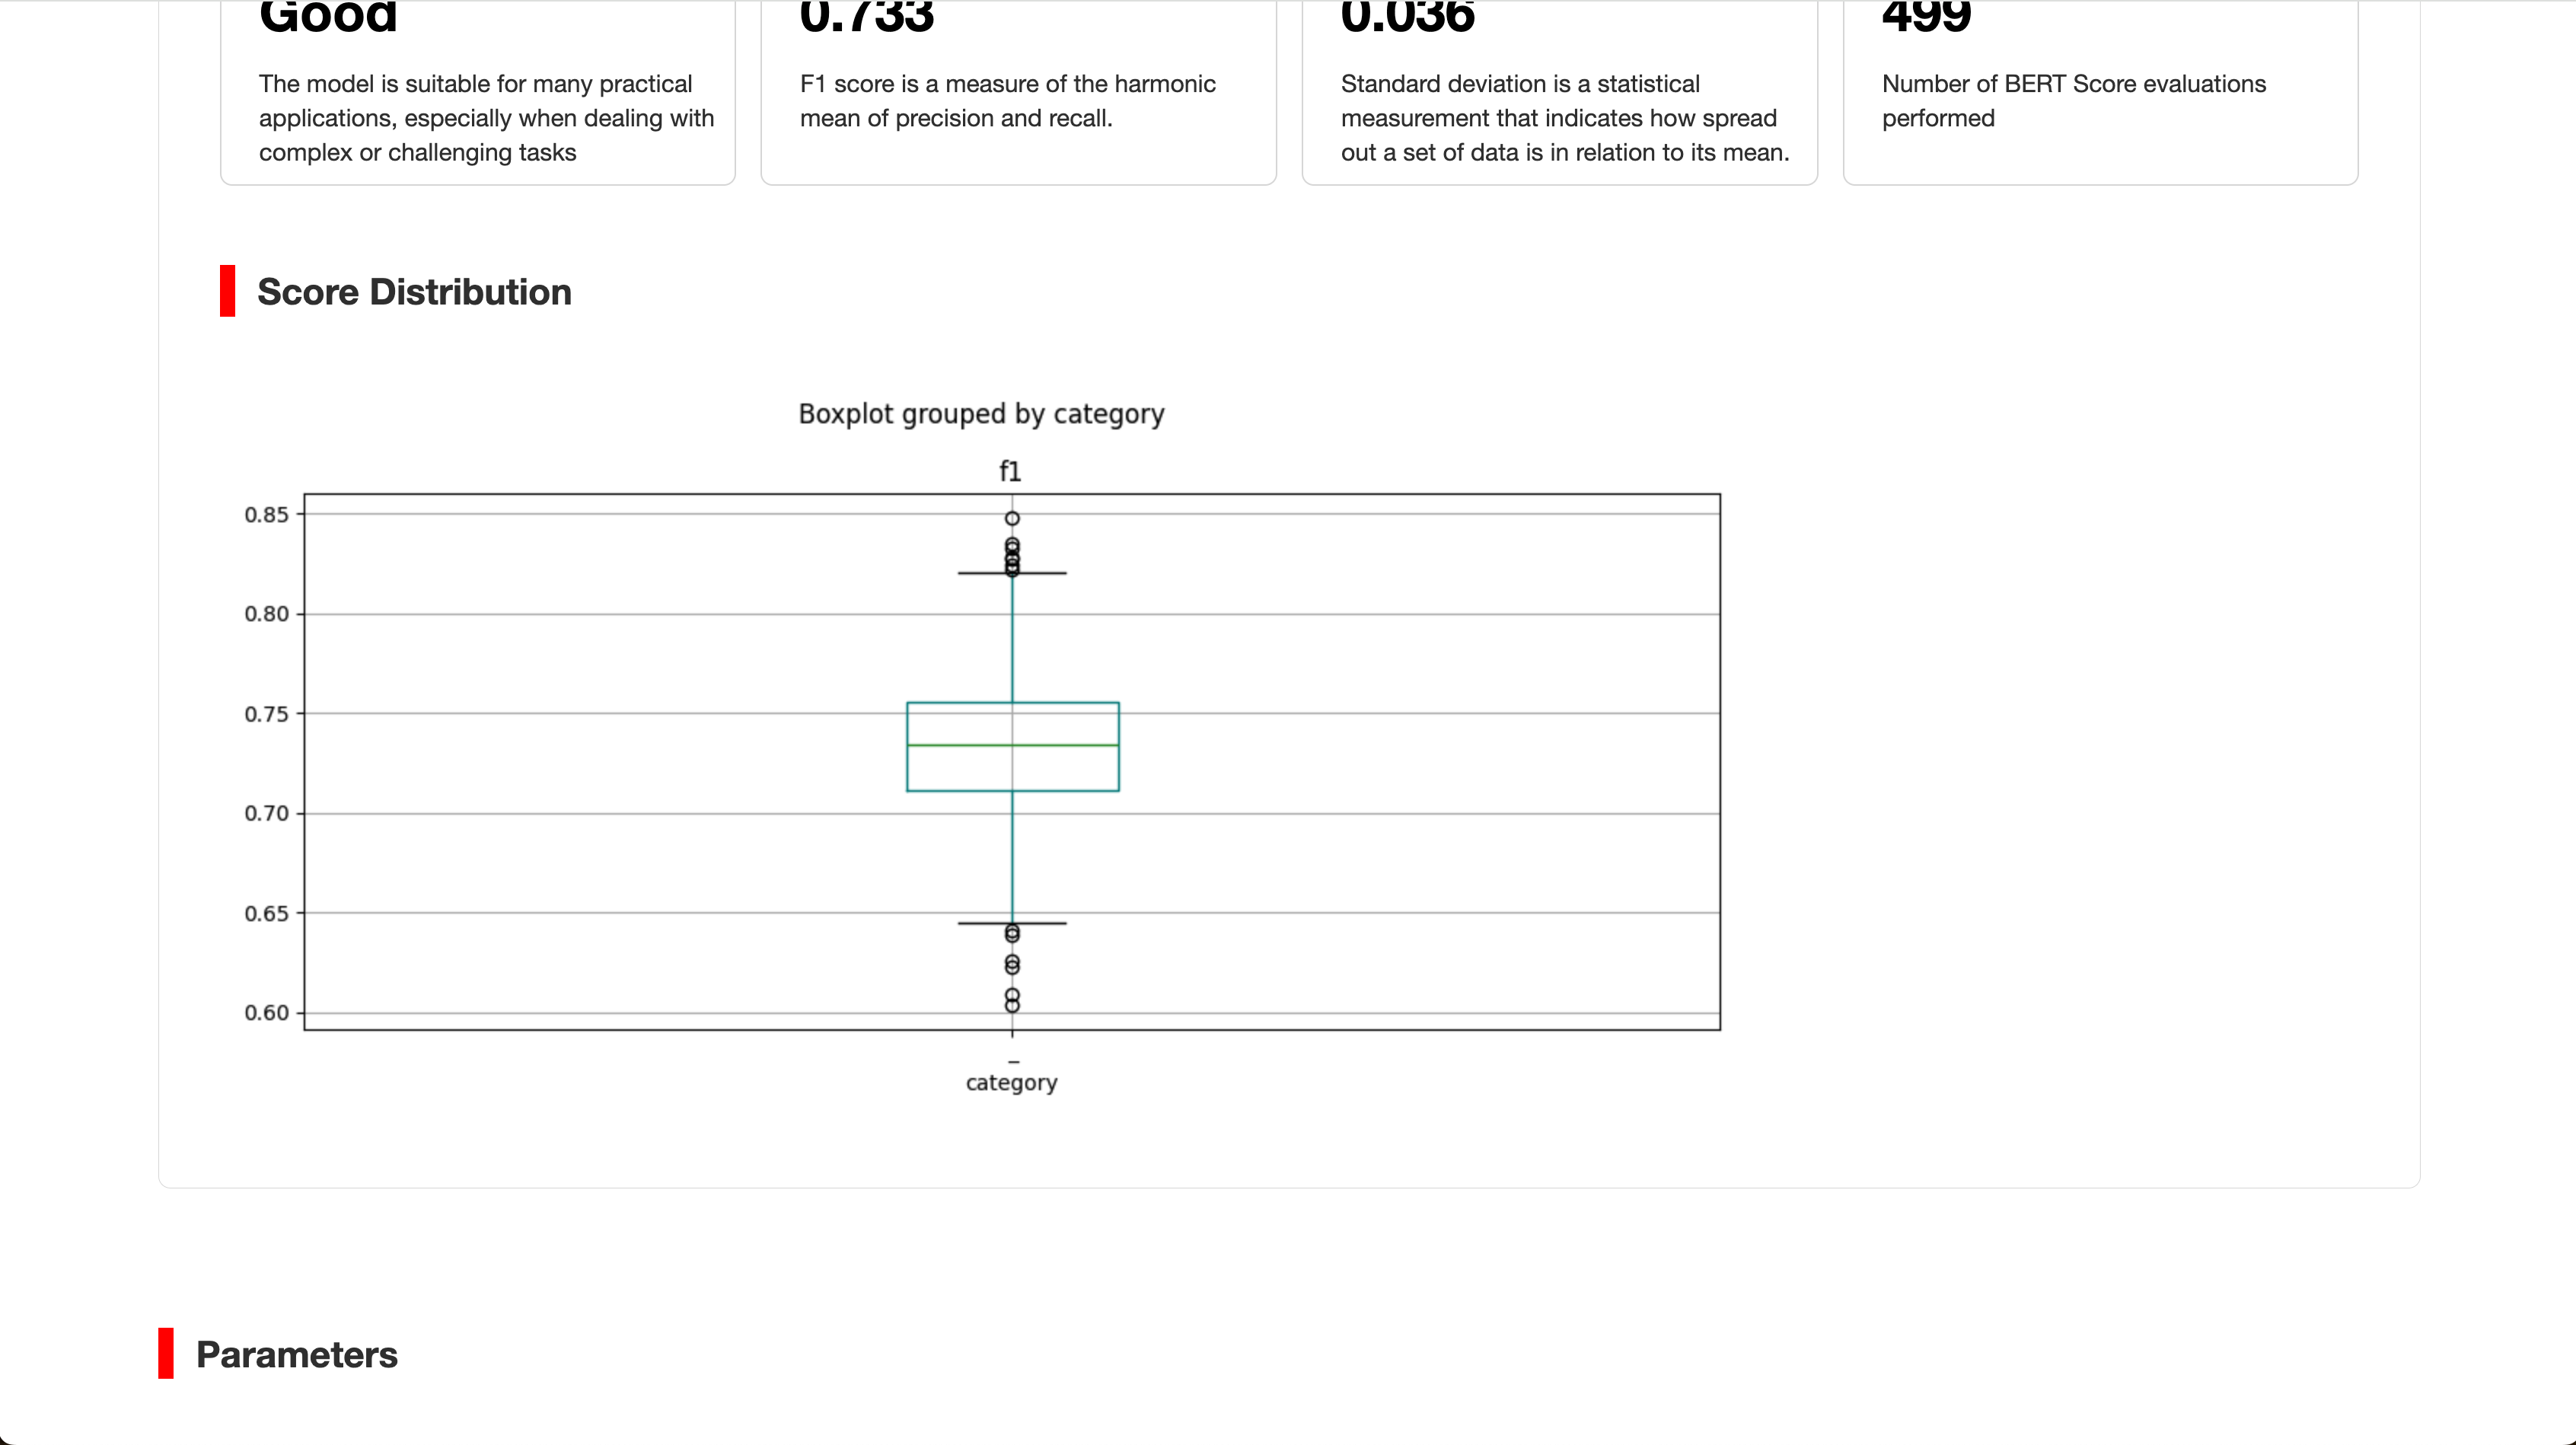 Good
0.733
0.036
499
The model is suitable for many practical
applications, especially when dealing with
complex or challenging tasks
F1 score is a measure of the harmonic
mean of precision and recall.
Standard deviation is a statistical
measurement that indicates how spread
out a set of data is in relation to its mean.
Number of BERT Score evaluations
performed
Score Distribution
Boxplot grouped by category
f1
0.85
0.80
0.75
0.70
0.65
0.60
–
category
Parameters